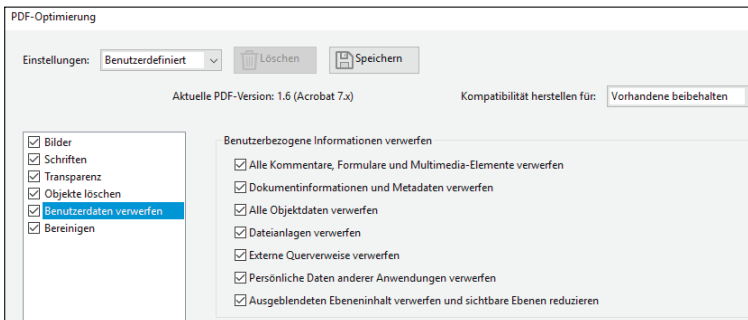 PDF-Optimierung
Einstellungen: Benutzerdefiniert Löschen Speichern
Aktuelle PDF-Version: 1.6 (Acrobat 7.x) Kompatibilität herstellen für: Vorhandene beibehalten
Bilder
Schriften
Transparenz
Objekte löschen
Benutzerdaten verwerfen
Bereinigen
Benutzerbezogene Informationen verwerfen
Alle Kommentare, Formulare und Multimedia-Elemente verwerfen
Dokumentinformationen und Metadaten verwerfen
Alle Objektdaten verwerfen
Dateianlagen verwerfen
Externe Querverweise verwerfen
Persönliche Daten anderer Anwendungen verwerfen
Ausgeblendeten Ebeneninhalt verwerfen und sichtbare Ebenen reduzieren